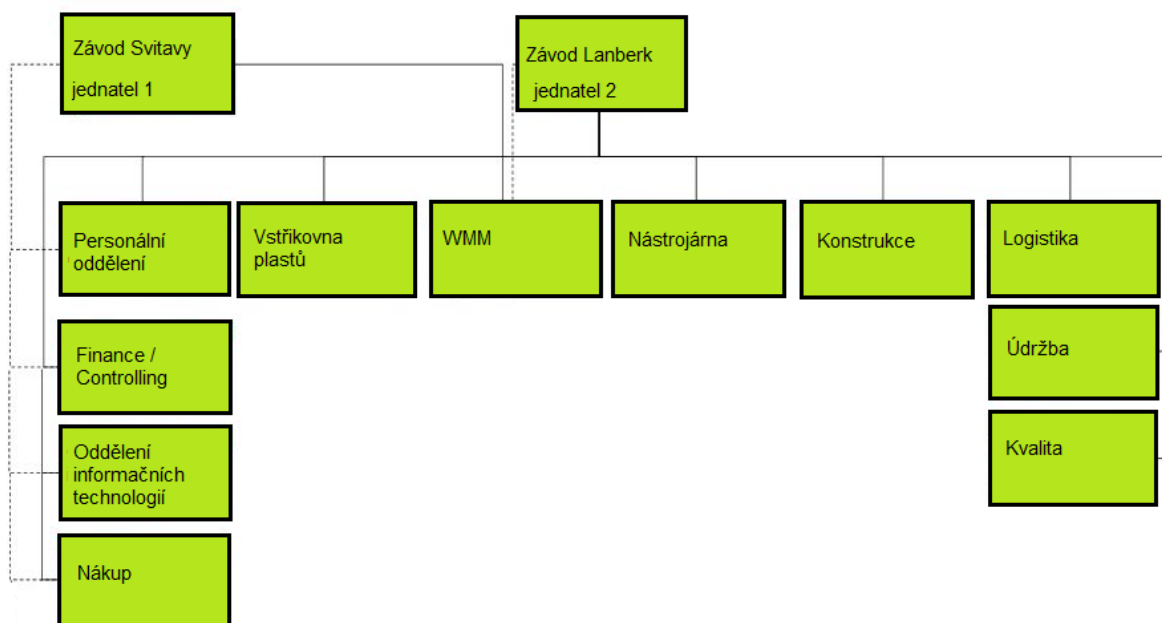 Závod Svitavy
jednatel 1
Závod Lanberk
jednatel 2
Personální
oddělení
Vstřikovna
plastů
WMM
Nástrojárna
Konstrukce
Logistika
Finance /
Controlling
Údržba
Oddělení
informačních
technologií
Kvalita
Nákup